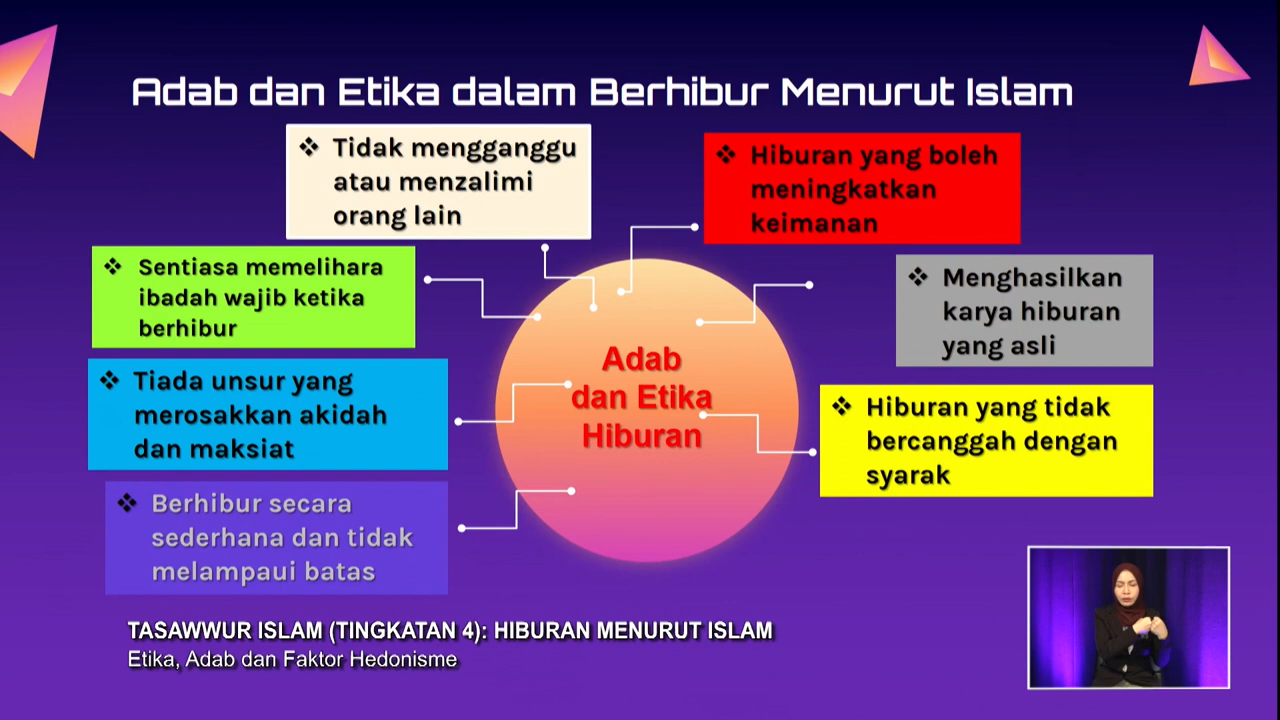 Adab dan Etika dalam Berhibur Menurut Islam
❖ Tidak mengganggu
atau menzalimi
orang lain
❖ Hiburan yang boleh
meningkatkan
keimanan
❖ Sentiasa memelihara
ibadah wajib ketika
berhibur
❖ Menghasilkan
karya hiburan
yang asli
❖ Tiada unsur yang
merosakkan akidah
dan maksiat
Adab
dan Etika
Hiburan
❖ Hiburan yang tidak
bercanggah dengan
syarak
❖ Berhibur secara
sederhana dan tidak
melampaui batas
TASAWWUR ISLAM (TINGKATAN 4): HIBURAN MENURUT ISLAM
Etika, Adab dan Faktor Hedonisme